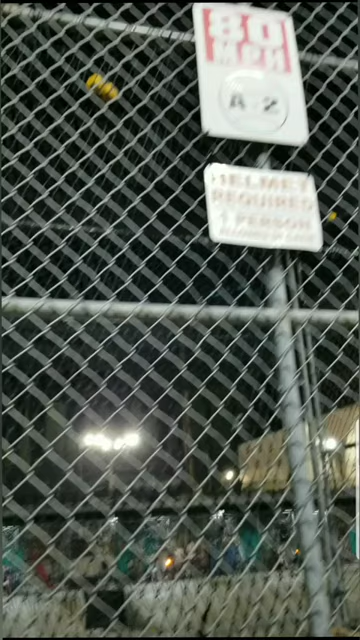 80
MPH
A-2
HELMET
REQUIRED
1 PERSON